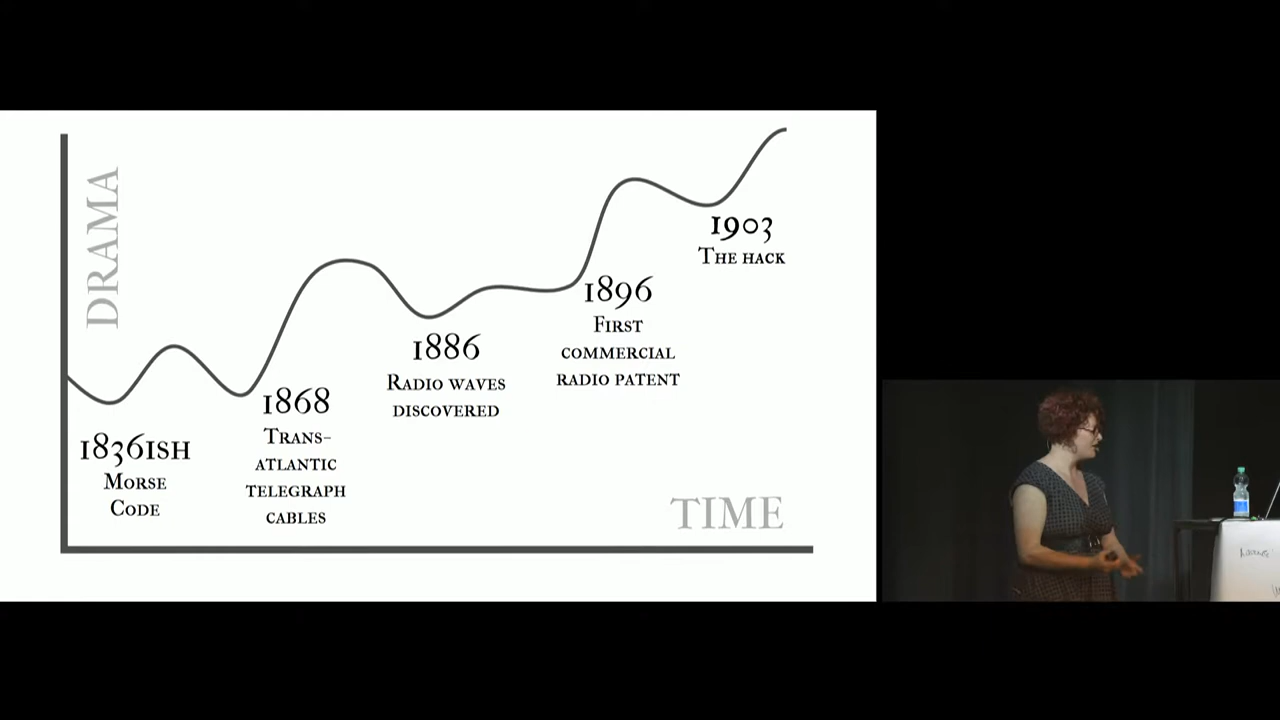 DRAMA
1836ISH
MORSE
CODE
1868
TRANS-
ATLANTIC
TELEGRAPH
CABLES
1886
RADIO WAVES
DISCOVERED
1896
FIRST
COMMERCIAL
RADIO PATENT
1903
THE HACK
TIME